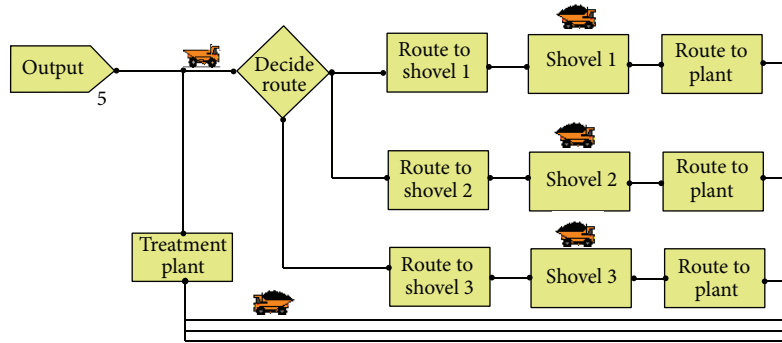 Output
5
Decide
route
Route to
shovel 1
Shovel 1
Route to
plant
Route to
shovel 2
Shovel 2
Route to
plant
Treatment
plant
Route to
shovel 3
Shovel 3
Route to
plant